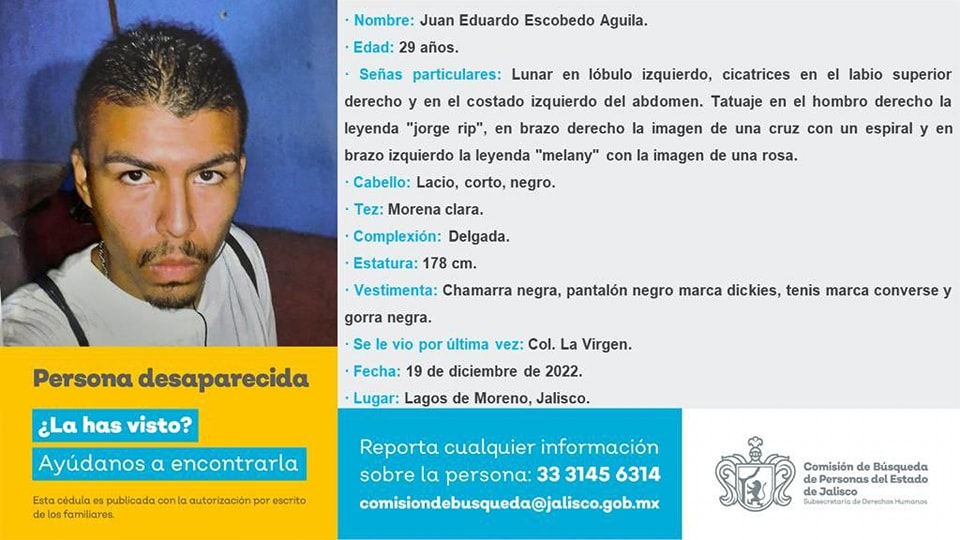 · Nombre: Juan Eduardo Escobedo Aguila.
· Edad: 29 años.
· Señas particulares: Lunar en lóbulo izquierdo, cicatrices en el labio superior
derecho y en el costado izquierdo del abdomen. Tatuaje en el hombro derecho la
leyenda "jorge rip", en brazo derecho la imagen de una cruz con un espiral y en
brazo izquierdo la leyenda "melany" con la imagen de una rosa.
· Cabello: Lacio, corto, negro.
· Tez: Morena clara.
· Complexión: Delgada.
· Estatura: 178 cm.
· Vestimenta: Chamarra negra, pantalón negro marca dickies, tenis marca converse y
gorra negra.
· Se le vio por última vez: Col. La Virgen.
· Fecha: 19 de diciembre de 2022.
· Lugar: Lagos de Moreno, Jalisco.
Persona desaparecida
¿La has visto?
Ayúdanos a encontrarla
Esta cédula es publicada con la autorización por escrito
de los familiares.
Reporta cualquier información
sobre la persona: 33 3145 6314
comisiondebusqueda@jalisco.gob.mx
Comisión de Búsqueda
de Personas del Estado
de Jalisco
Subsecretaría de Derechos Humanos